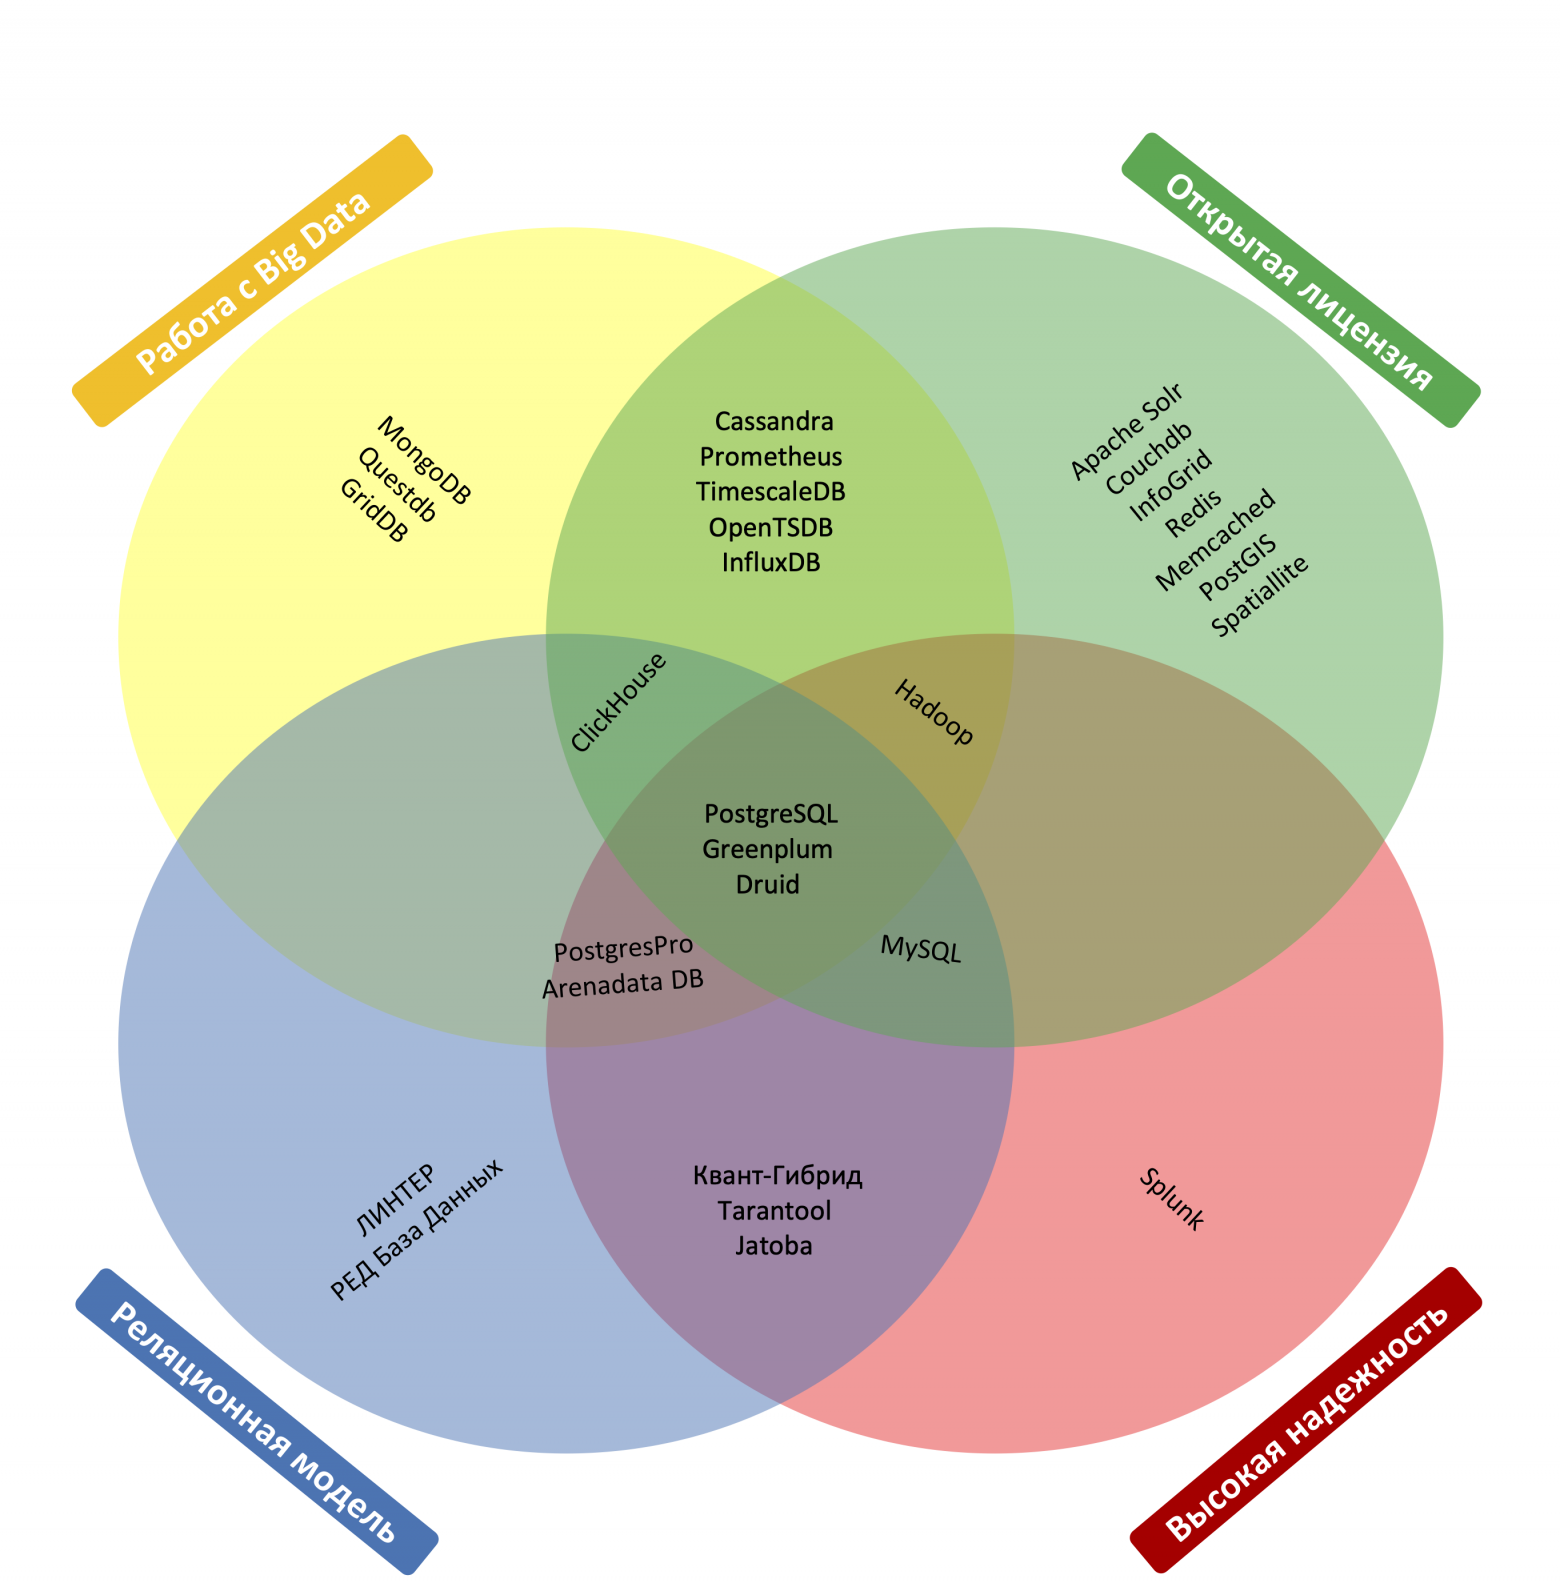 Работа с Big Data
Открытая лицензия
MongoDB
Questdb
GridDB
Cassandra
Prometheus
TimescaleDB
OpenTSDB
InfluxDB
Apache Solr
Couchdb
InfoGrid
Redis
Memcached
PostGIS
Spatiallite
ClickHouse
Hadoop
PostgreSQL
Greenplum
Druid
PostgresPro
Arenadata DB
MySQL
ЛИНТЕР
РЕД База Данных
Квант-Гибрид
Tarantool
Jatoba
Splunk
Реляционная модель
Высокая надежность